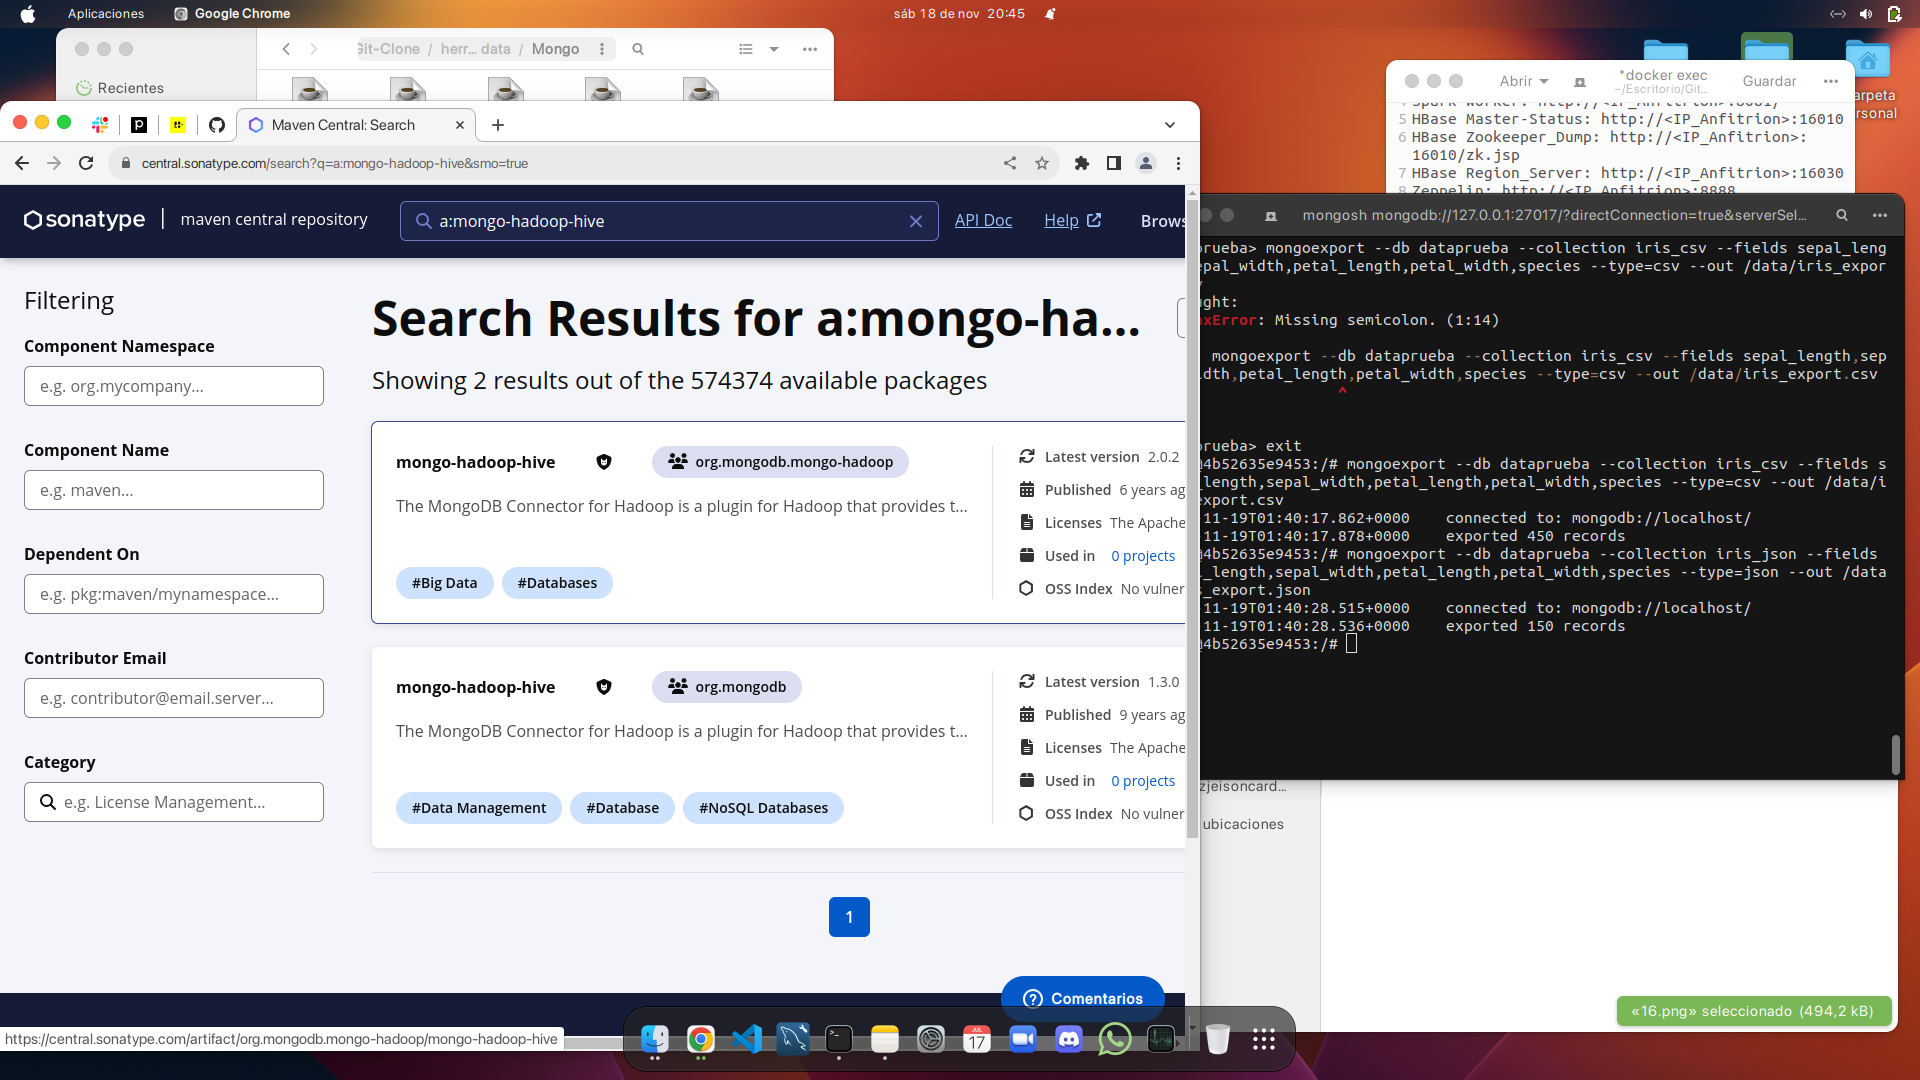 Aplicaciones
Google Chrome
sáb 18 de nov 20:45
Git-Clone / herr... data / Mongo
Recientes
Maven Central: Search
central.sonatype.com/search?q=a:mongo-hadoop-hive&smo=true
sonatype | maven central repository
a:mongo-hadoop-hive
API Doc
Help
Brows
Filtering
Component Namespace
e.g. org.mycompany...
Component Name
e.g. maven...
Dependent On
e.g. pkg:maven/mynamespace...
Contributor Email
e.g. contributor@email.server...
Category
e.g. License Management...
Search Results for a:mongo-ha...
Showing 2 results out of the 574374 available packages
mongo-hadoop-hive
org.mongodb.mongo-hadoop
The MongoDB Connector for Hadoop is a plugin for Hadoop that provides t...
#Big Data
#Databases
Latest version 2.0.2
Published 6 years ag
Licenses The Apache
Used in 0 projects
OSS Index No vulner
mongo-hadoop-hive
org.mongodb
The MongoDB Connector for Hadoop is a plugin for Hadoop that provides t...
#Data Management
#Database
#NoSQL Databases
Latest version 1.3.0
Published 9 years ag
Licenses The Apache
Used in 0 projects
OSS Index No vulner
1
Comentarios
https://central.sonatype.com/artifact/org.mongodb.mongo-hadoop/mongo-hadoop-hive
Abrir
*docker exec
~/Escritorio/Git...
Guardar
4 Spark Worker: http://<IP_Anfitrion>:8081/
5 HBase Master-Status: http://<IP_Anfitrion>:16010
6 HBase Zookeeper_Dump: http://<IP_Anfitrion>:
16010/zk.jsp
7 HBase Region_Server: http://<IP_Anfitrion>:16030
8 Zeppelin: http://<IP_Anfitrion>:8888
arpeta
rsonal
mongosh mongodb://127.0.0.1:27017/?directConnection=true&serverSel...
prueba> mongoexport --db dataprueba --collection iris_csv --fields sepal_leng
epal_width,petal_length,petal_width,species --type=csv --out /data/iris_expor
ght:
axError: Missing semicolon. (1:14)
mongoexport --db dataprueba --collection iris_csv --fields sepal_length,sep
dth,petal_length,petal_width,species --type=csv --out /data/iris_export.csv
^
prueba> exit
@4b52635e9453:/# mongoexport --db dataprueba --collection iris_csv --fields s
_length,sepal_width,petal_length,petal_width,species --type=csv --out /data/i
export.csv
-11-19T01:40:17.862+0000 connected to: mongodb://localhost/
-11-19T01:40:17.878+0000 exported 450 records
@4b52635e9453:/# mongoexport --db dataprueba --collection iris_json --fields
l_length,sepal_width,petal_length,petal_width,species --type=json --out /data
s_export.json
-11-19T01:40:28.515+0000 connected to: mongodb://localhost/
-11-19T01:40:28.536+0000 exported 150 records
@4b52635e9453:/#
zjeisoncard...
ubicaciones
«16.png» seleccionado (494,2 kB)
JUL
17